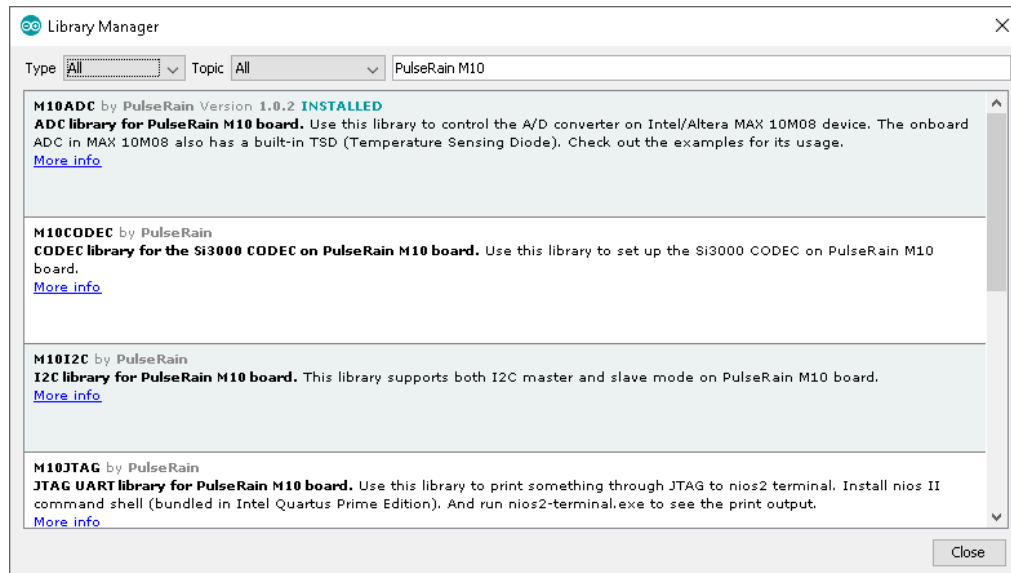 Library Manager
Type All Topic All PulseRain M10
M10ADC by PulseRain Version 1.0.2 INSTALLED
ADC library for PulseRain M10 board. Use this library to control the A/D converter on Intel/Altera MAX 10M08 device. The onboard
ADC in MAX 10M08 also has a built-in TSD (Temperature Sensing Diode). Check out the examples for its usage.
More info
M10CODEC by PulseRain
CODEC library for the Si3000 CODEC on PulseRain M10 board. Use this library to set up the Si3000 CODEC on PulseRain M10
board.
More info
M10I2C by PulseRain
I2C library for PulseRain M10 board. This library supports both I2C master and slave mode on PulseRain M10 board.
More info
M10JTAG by PulseRain
JTAG UART library for PulseRain M10 board. Use this library to print something through JTAG to nios2 terminal. Install nios II
command shell (bundled in Intel Quartus Prime Edition). And run nios2-terminal.exe to see the print output.
More info
Close